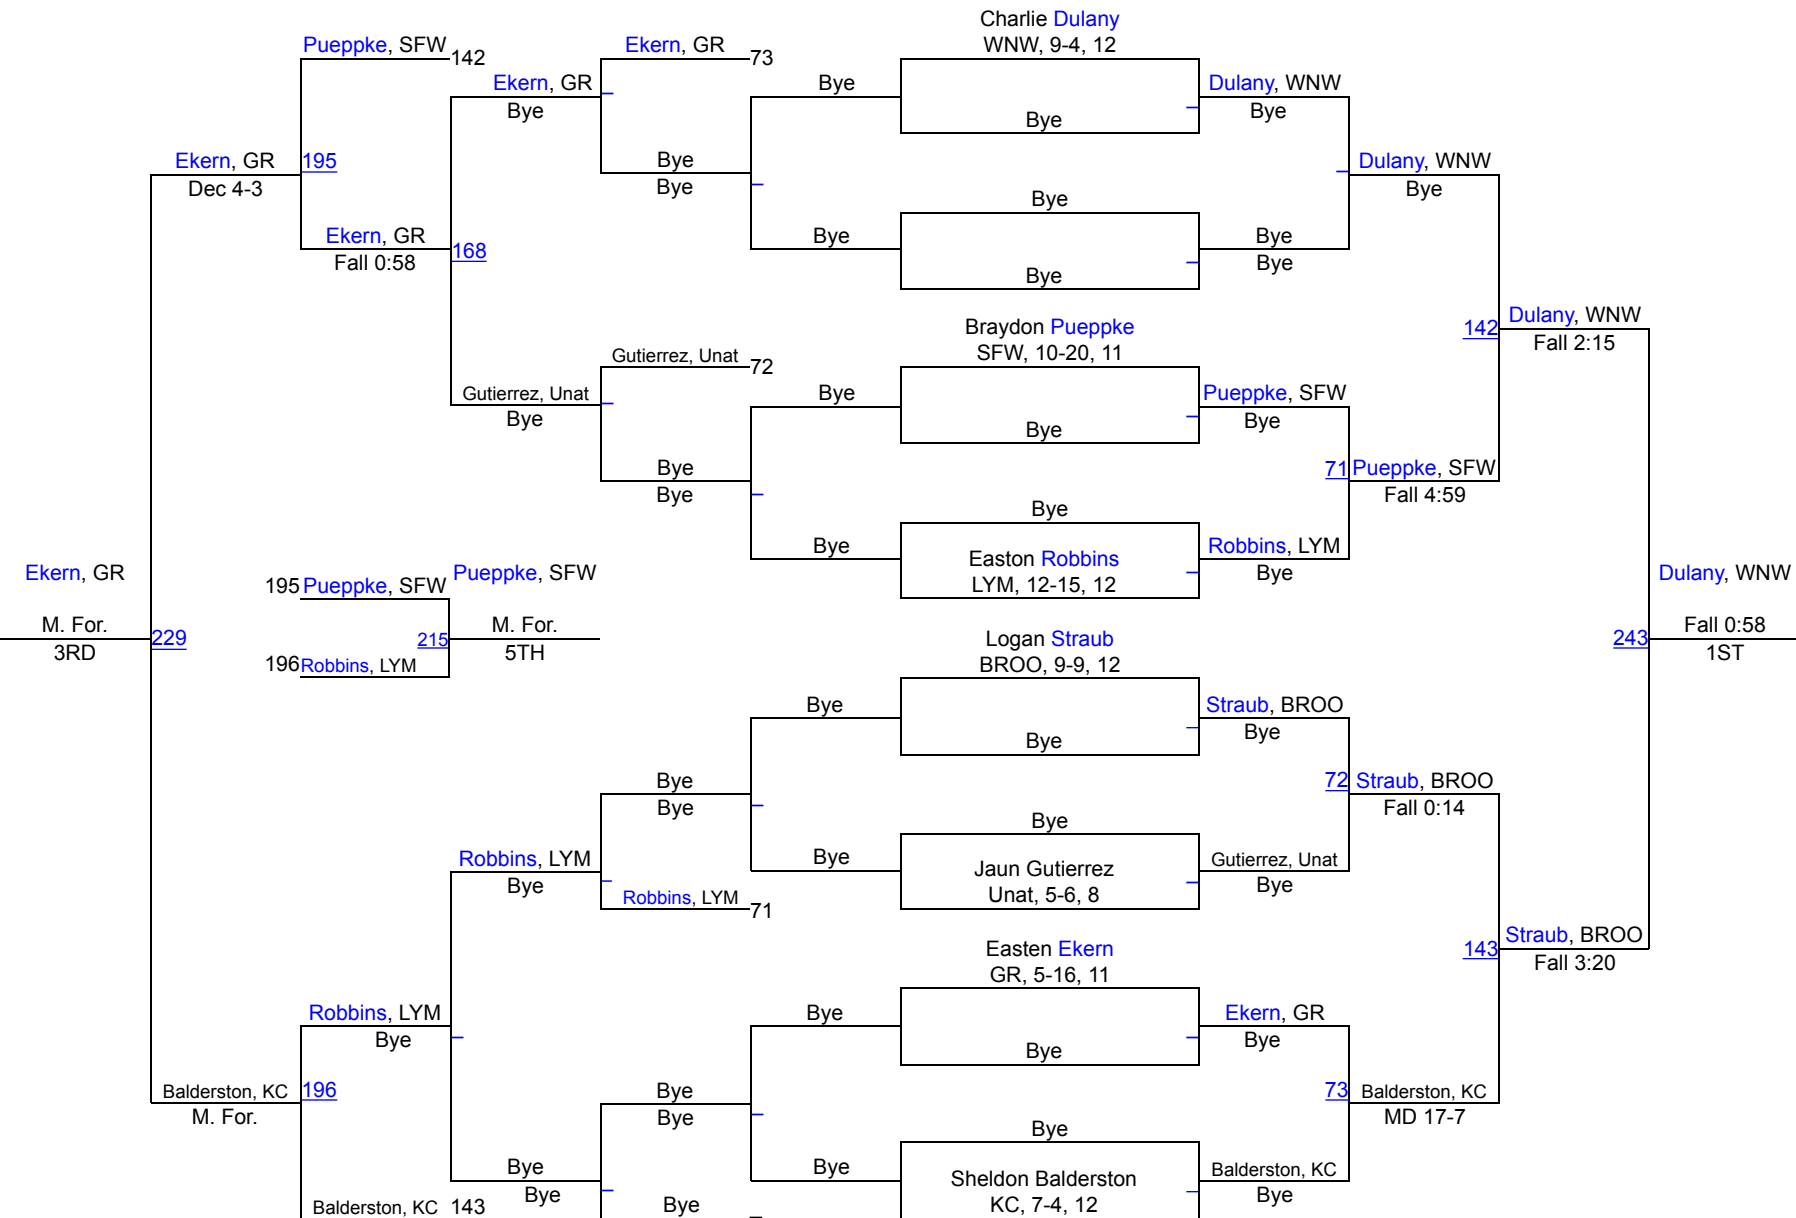 Charlie Dulany
WNW, 9-4, 12
Pueppke, SFW
142
Ekern, GR
73
Ekern, GR
Bye
Bye
Dulany, WNW
Bye
Bye
Ekern, GR
195
Dec 4-3
Bye
Bye
Dulany, WNW
Bye
Bye
Ekern, GR
168
Fall 0:58
Bye
Bye
Bye
Bye
Braydon Pueppke
SFW, 10-20, 11
142
Dulany, WNW
Fall 2:15
Gutierrez, Unat
72
Gutierrez, Unat
Bye
Bye
Pueppke, SFW
Bye
Bye
Bye
Bye
71
Pueppke, SFW
Fall 4:59
Bye
Bye
Easton Robbins
LYM, 12-15, 12
Robbins, LYM
Bye
Ekern, GR
M. For.
3RD
229
195
Pueppke, SFW
Pueppke, SFW
215
M. For.
5TH
196
Robbins, LYM
Dulany, WNW
243
Fall 0:58
1ST
Logan Straub
BROO, 9-9, 12
Bye
Straub, BROO
Bye
Bye
Bye
Bye
72
Straub, BROO
Fall 0:14
Bye
Bye
Jaun Gutierrez
Unat, 5-6, 8
Gutierrez, Unat
Bye
Robbins, LYM
Bye
Robbins, LYM
71
Easten Ekern
GR, 5-16, 11
143
Straub, BROO
Fall 3:20
Robbins, LYM
Bye
Bye
Ekern, GR
Bye
Bye
Balderston, KC
196
M. For.
Bye
Bye
73
Balderston, KC
MD 17-7
Bye
Bye
Bye
Bye
Sheldon Balderston
KC, 7-4, 12
Balderston, KC
Bye
Balderston, KC
143
Bye